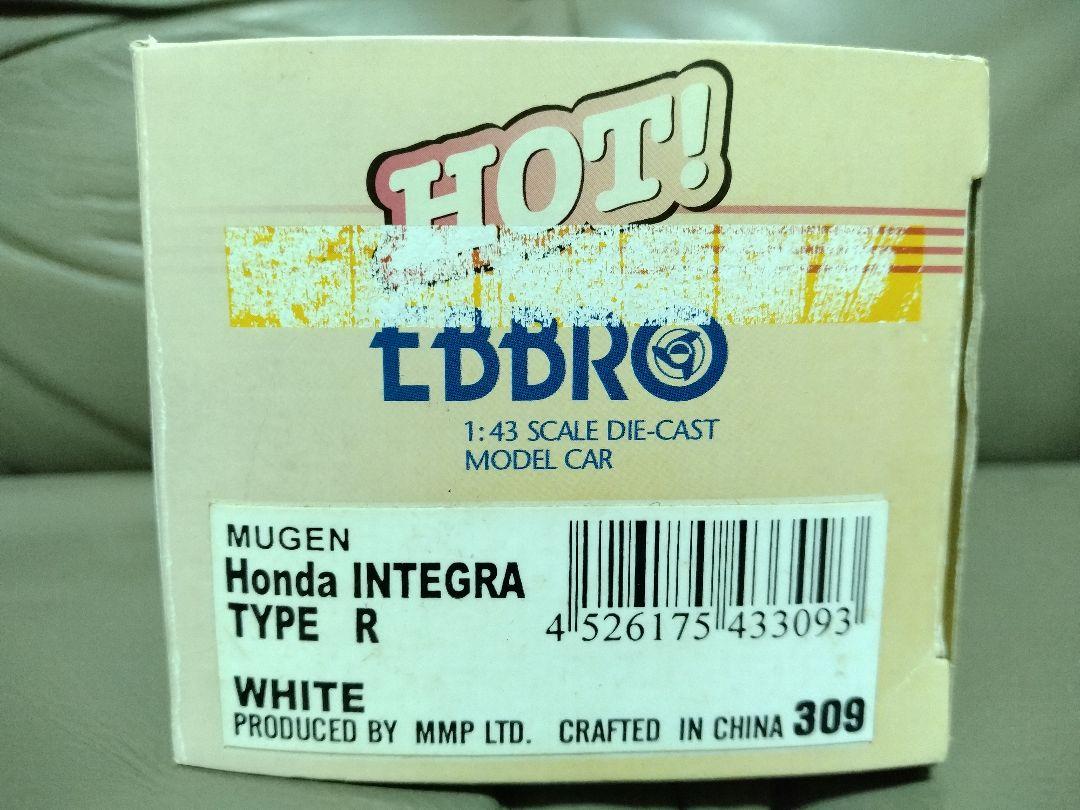 HOT!
EBBRO
1:43 SCALE DIE-CAST
MODEL CAR
MUGEN
Honda INTEGRA
TYPE R
4 526175 433093
WHITE
PRODUCED BY MMP LTD. CRAFTED IN CHINA 309